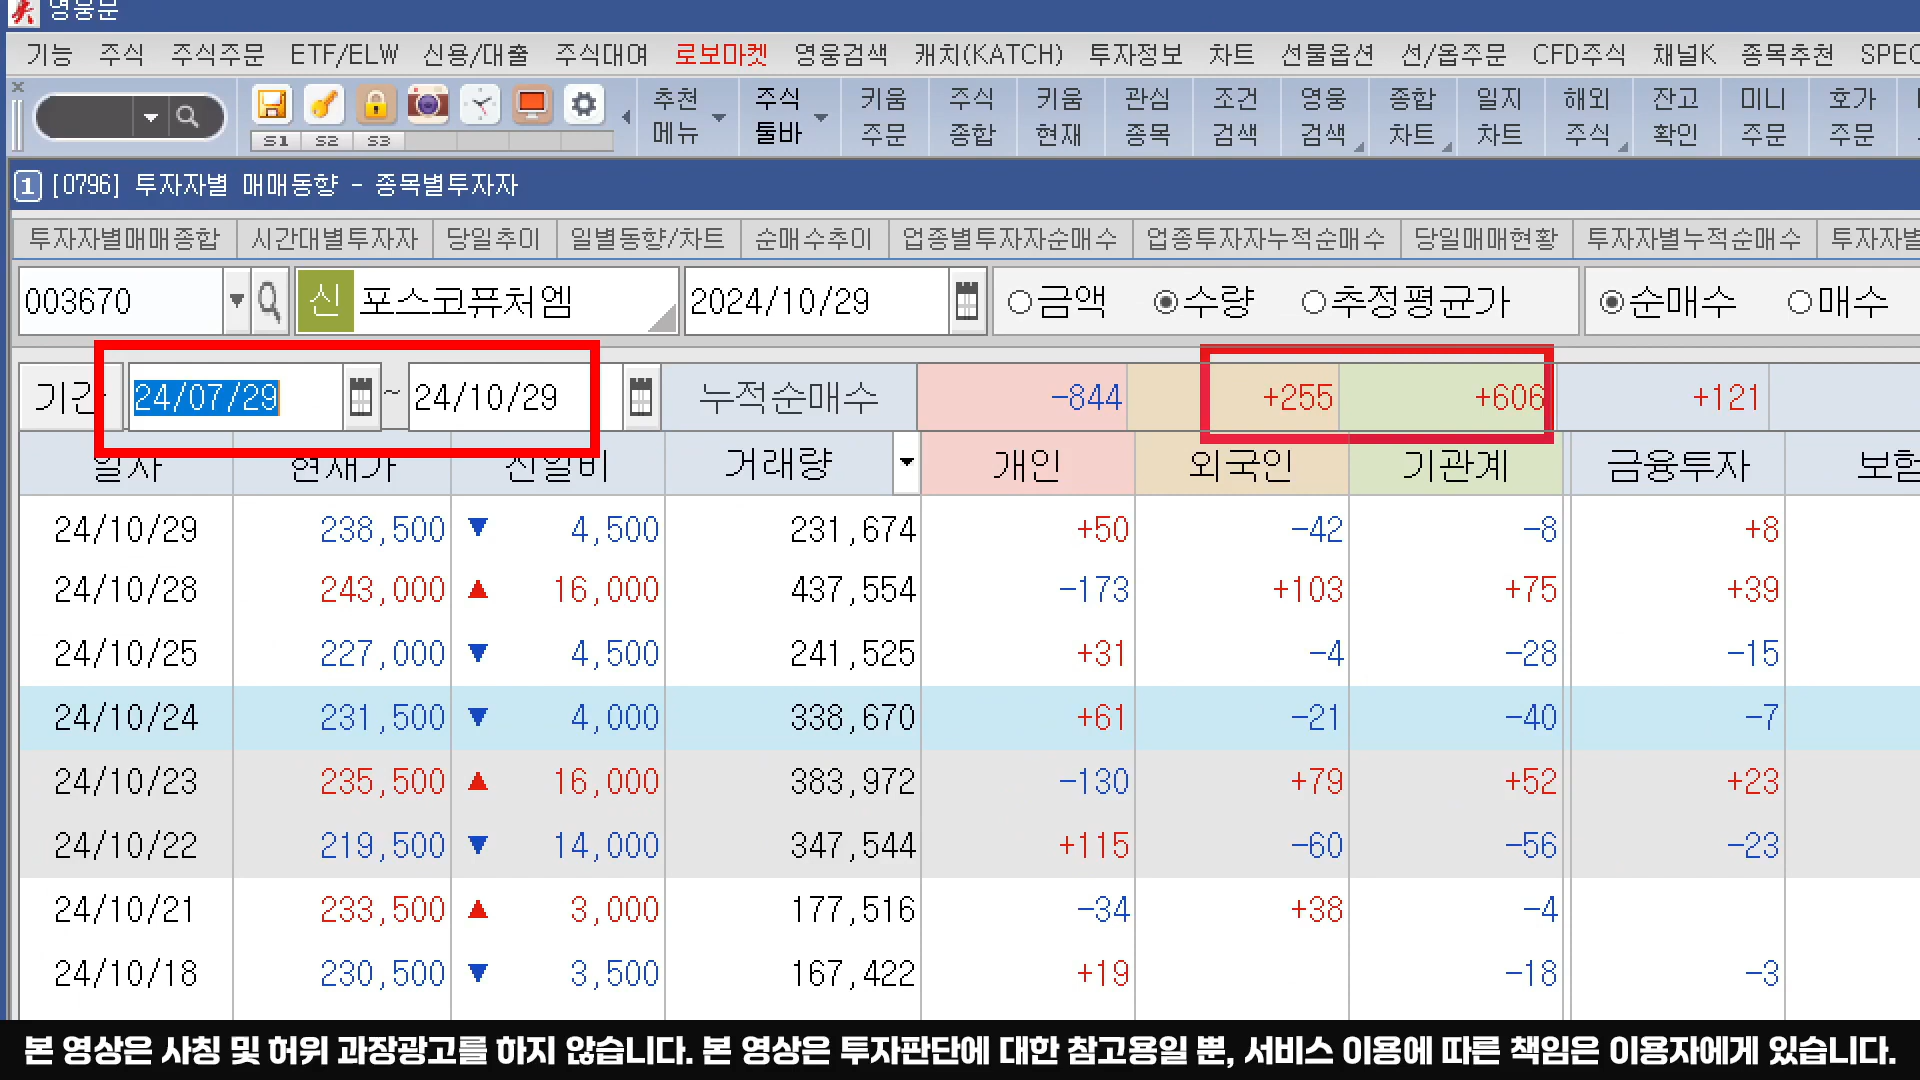 영웅문
기능 주식 주식주문 ETF/ELW 신용/대출 주식대여 로보마켓 영웅검색 캐치(KATCH) 투자정보 차트 선물옵션 선/옵주문 CFD주식 채널K 종목추천 SPEC
추천 메뉴 주식 툴바 키움 주문 주식 종합 키움 현재 관심 종목 조건 검색 영웅 검색 종합 차트 일지 차트 해외 주식 잔고 확인 미니 주문 호가 주문
S1 S2 S3
1 [0796] 투자자별 매매동향 - 종목별투자자
투자자별매매종합 시간대별투자자 당일추이 일별동향/차트 순매수추이 업종별투자자순매수 업종투자자누적순매수 당일매매현황 투자자별누적순매수 투자자별
003670 신 포스코퓨처엠 2024/10/29 금액 수량 추정평균가 순매수 매수
기간 24/07/29 ~ 24/10/29 누적순매수 -844 +255 +606 +121
일자 현재가 전일비 거래량 개인 외국인 기관계 금융투자 보험
24/10/29 238,500 ▼ 4,500 231,674 +50 -42 -8 +8
24/10/28 243,000 ▲ 16,000 437,554 -173 +103 +75 +39
24/10/25 227,000 ▼ 4,500 241,525 +31 -4 -28 -15
24/10/24 231,500 ▼ 4,000 338,670 +61 -21 -40 -7
24/10/23 235,500 ▲ 16,000 383,972 -130 +79 +52 +23
24/10/22 219,500 ▼ 14,000 347,544 +115 -60 -56 -23
24/10/21 233,500 ▲ 3,000 177,516 -34 +38 -4
24/10/18 230,500 ▼ 3,500 167,422 +19 -18 -3
본 영상은 사칭 및 허위 과장광고를 하지 않습니다. 본 영상은 투자판단에 대한 참고용일 뿐, 서비스 이용에 따른 책임은 이용자에게 있습니다.